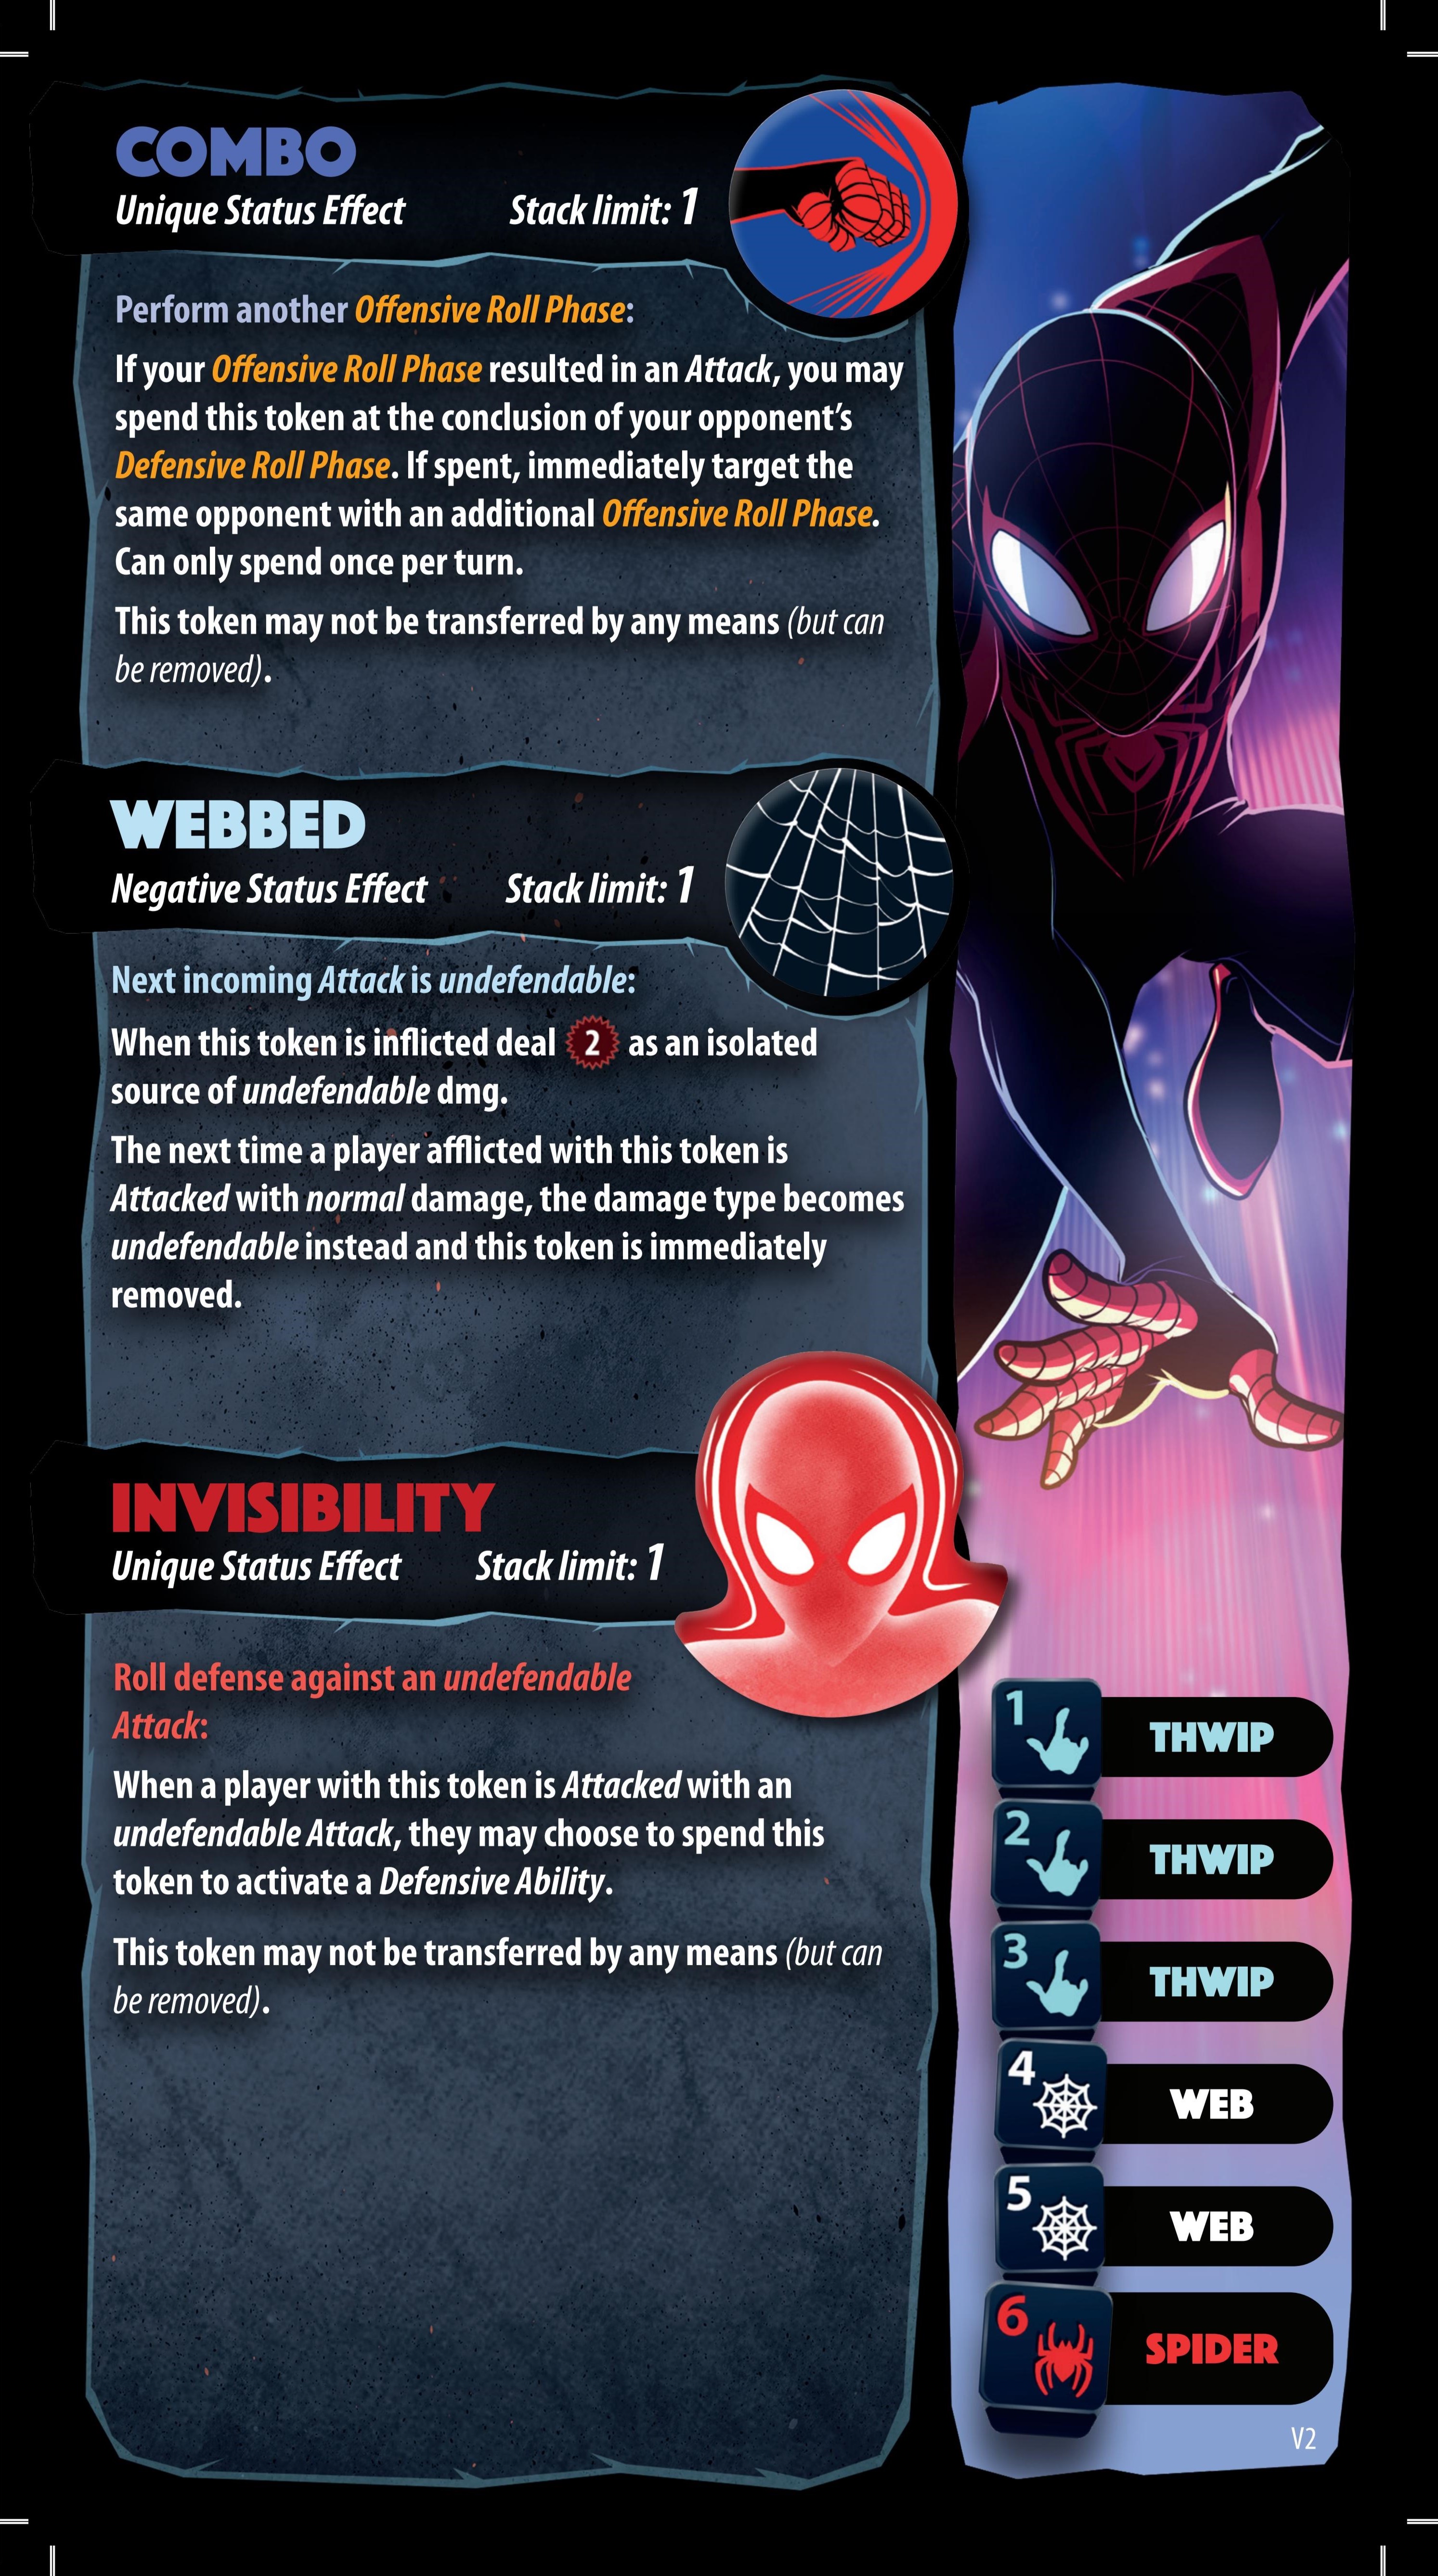 COMBO
Unique Status Effect Stack limit: 1
Perform another Offensive Roll Phase:
If your Offensive Roll Phase resulted in an Attack, you may
spend this token at the conclusion of your opponent's
Defensive Roll Phase. If spent, immediately target the
same opponent with an additional Offensive Roll Phase.
Can only spend once per turn.
This token may not be transferred by any means (but can
be removed).
WEBBED
Negative Status Effect Stack limit: 1
Next incoming Attack is undefendable:
When this token is inflicted deal 2 as an isolated
source of undefendable dmg.
The next time a player afflicted with this token is
Attacked with normal damage, the damage type becomes
undefendable instead and this token is immediately
removed.
INVISIBILITY
Unique Status Effect Stack limit: 1
Roll defense against an undefendable
Attack:
When a player with this token is Attacked with an
undefendable Attack, they may choose to spend this
token to activate a Defensive Ability.
This token may not be transferred by any means (but can
be removed).
1 THWIP
2 THWIP
3 THWIP
4 WEB
5 WEB
6 SPIDER
V2